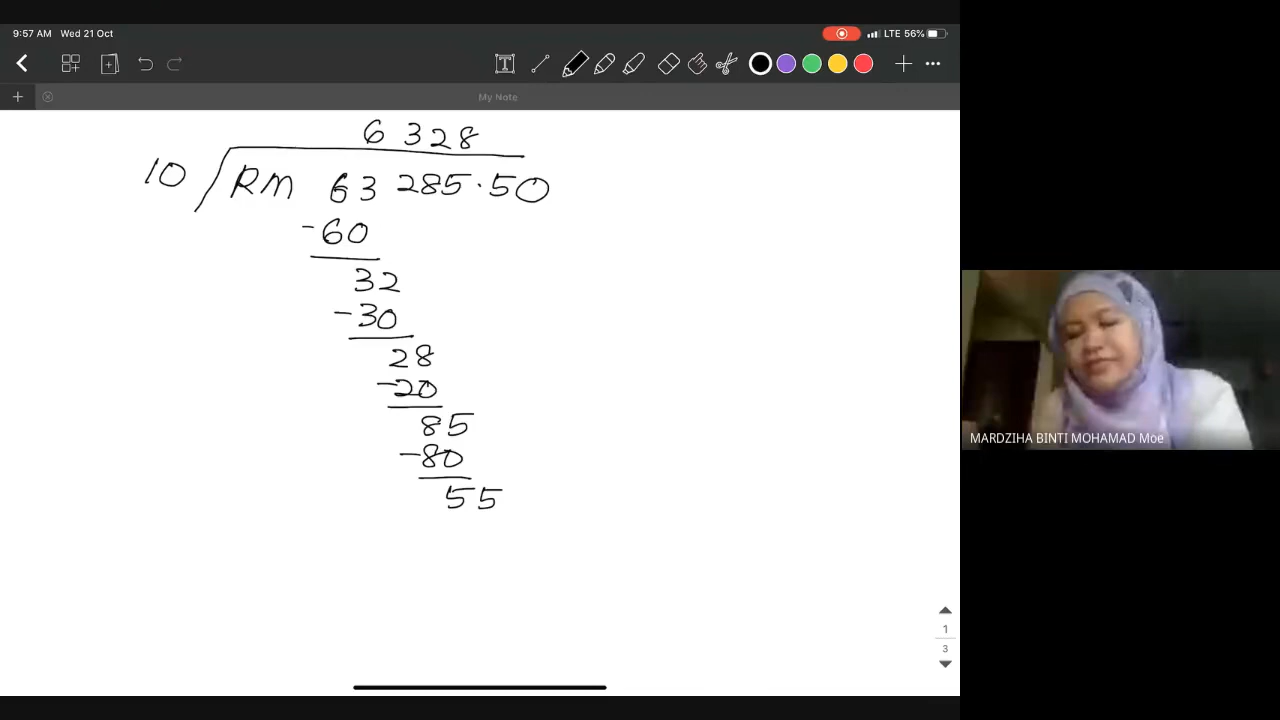 9:57 AM Wed 21 Oct
LTE 56%
T
My Note
6 328
10 RM 63 285.50
-60
32
-30
28
-20
85
-80
55
MARDZIHA BINTI MOHAMAD Moe
1
3